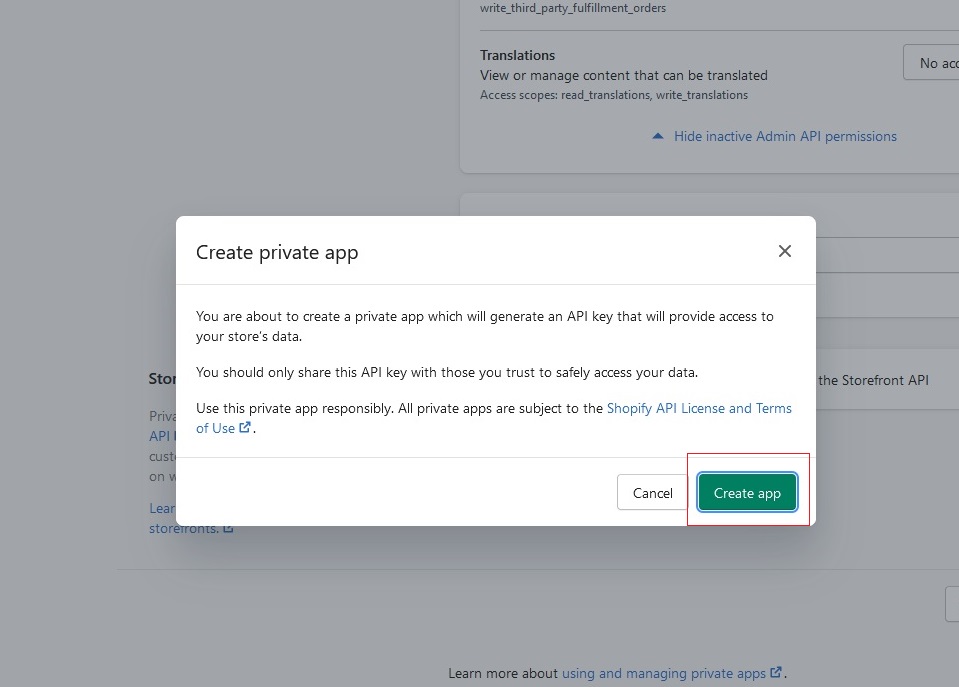 write_third_party_fulfillment_orders
Translations
View or manage content that can be translated
Access scopes: read_translations, write_translations
No
Hide inactive Admin API permissions
Create private app
You are about to create a private app which will generate an API key that will provide access to
your store's data.
You should only share this API key with those you trust to safely access your data.
Use this private app responsibly. All private apps are subject to the Shopify API License and Terms
of Use.
Cancel
Create app
the Storefront API
API
on
storefronts.
Learn more about using and managing private apps.